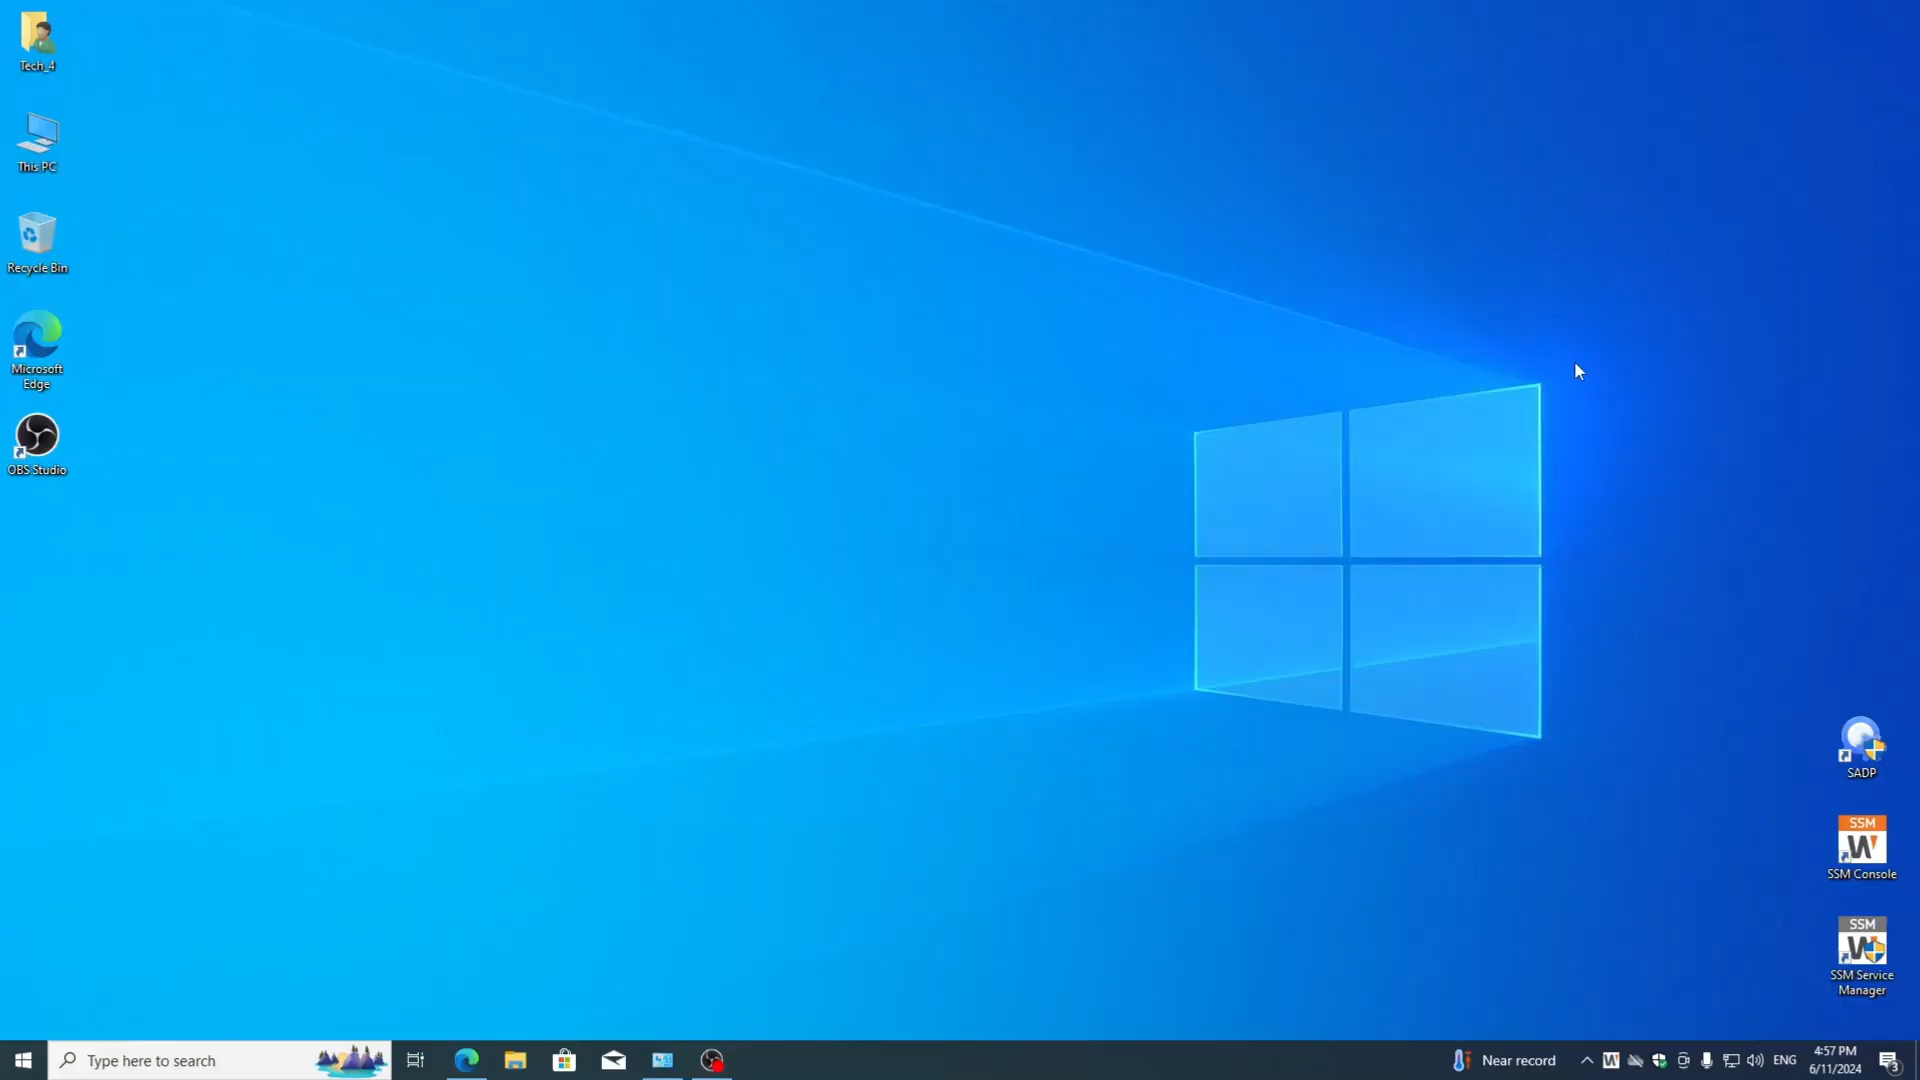 Tech_4
This PC
Recycle Bin
Microsoft
Edge
OBS Studio
SADP
SSM
W
SSM Console
SSM
W
SSM Service
Manager
Type here to search
Near record
W
ENG
4:57 PM
6/11/2024
3